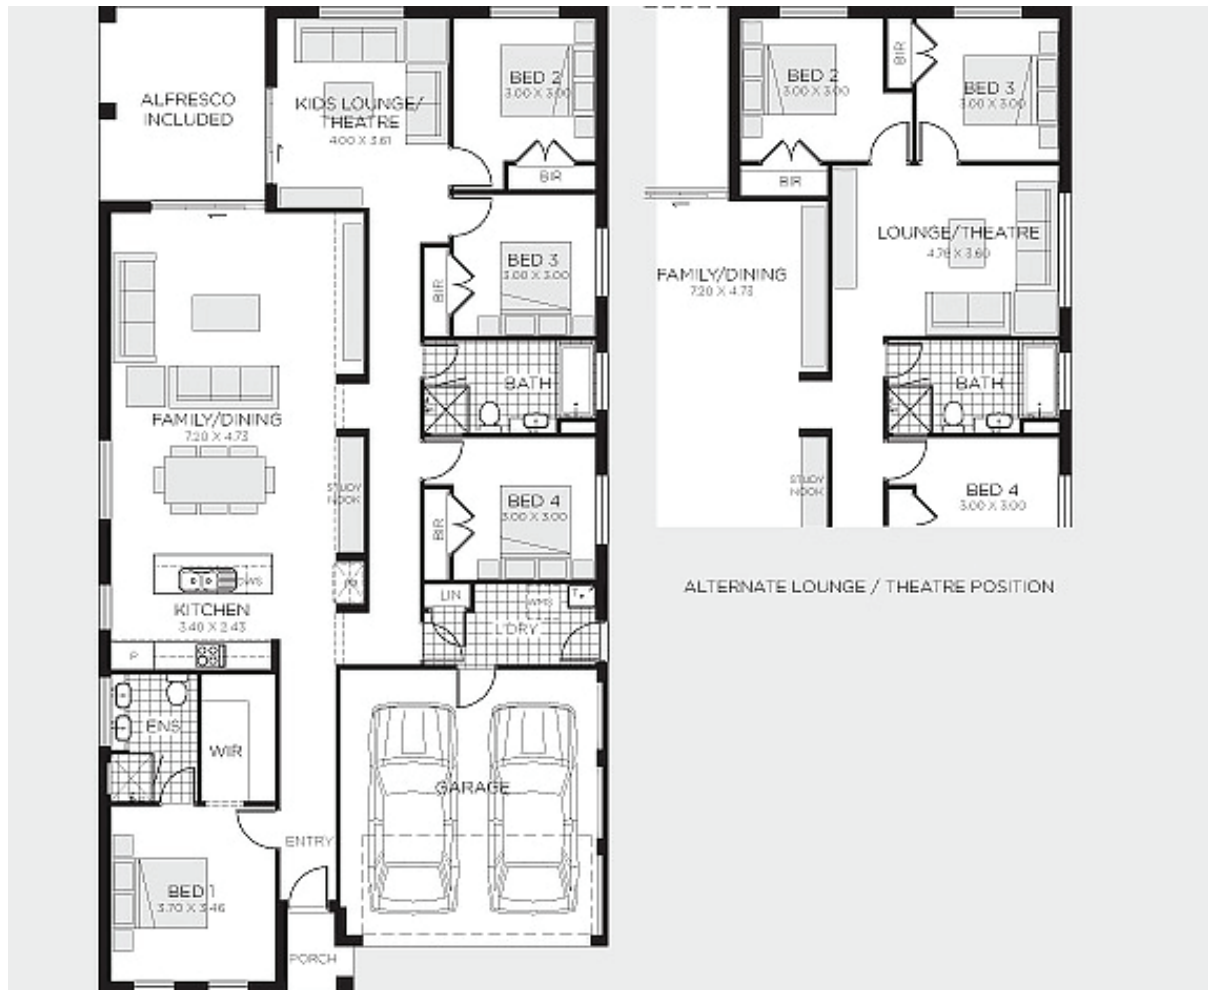 ALFRESCO
INCLUDED
KIDS LOUNGE/
THEATRE
4.00 X 3.61
BED 2
3.00 X 3.00
BIR
BED 3
3.00 X 3.00
BIR
BATH
FAMILY/DINING
7.20 X 4.73
STUDY
NOOK
BED 4
3.00 X 3.00
BIR
KITCHEN
3.40 X 2.43
P
LIN
L'DRY
ENS
WIR
GARAGE
ENTRY
BED 1
3.70 X 3.46
PORCH
BED 2
3.00 X 3.00
BIR
BIR
BED 3
3.00 X 3.00
LOUNGE/THEATRE
4.76 X 3.60
FAMILY/DINING
7.20 X 4.73
BATH
STUDY
NOOK
BED 4
3.00 X 3.00
ALTERNATE LOUNGE / THEATRE POSITION